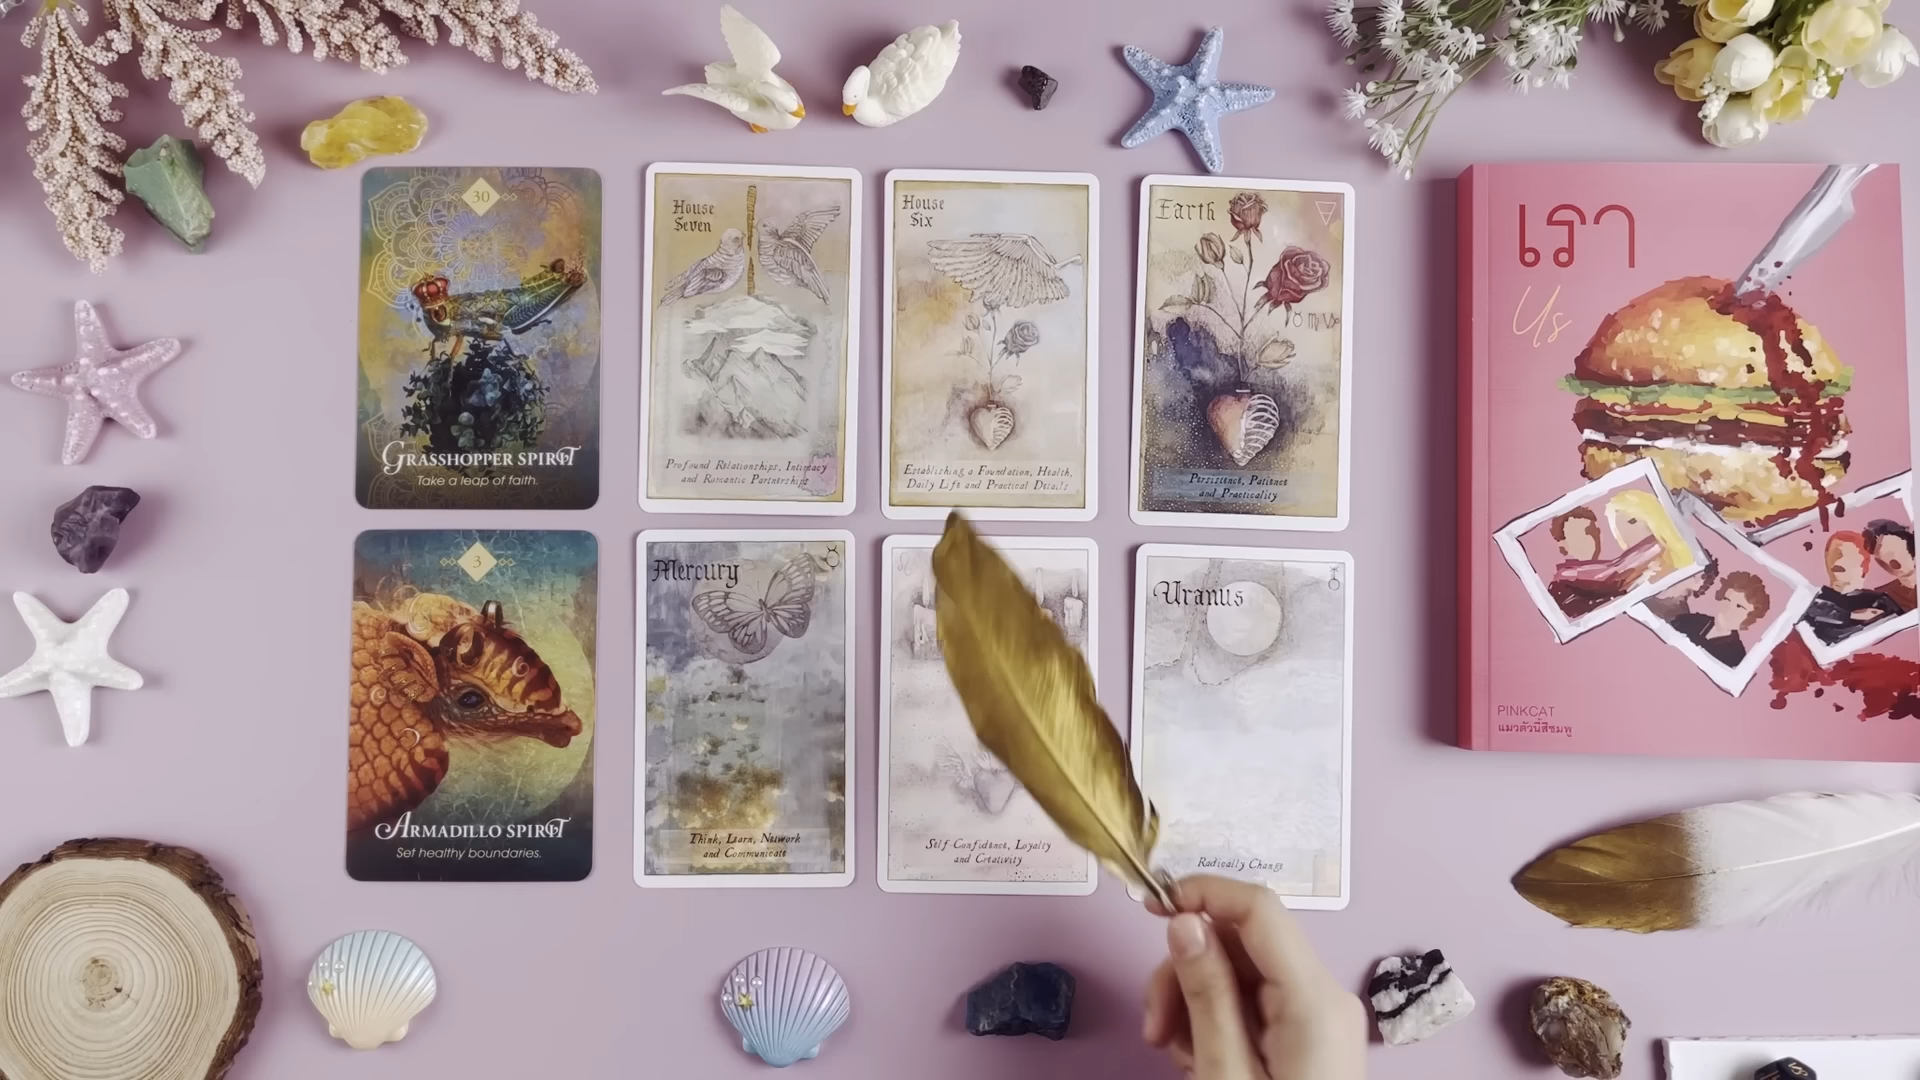 30
GRASSHOPPER SPIRIT
Take a leap of faith.
House
Seven
Profound Relationships, Intimacy
and Romantic Partnerships
House
Six
Establishing a Foundation, Health,
Daily Life and Practical Details
Earth
Persistence, Patience
and Practicality
3
ARMADILLO SPIRIT
Set healthy boundaries.
Mercury
Think, Learn, Network
and Communicate
Self-Confidence, Loyalty
and Creativity
Uranus
Radically Change
เรา
Us
PINKCAT
แมวตัวนี้สีชมพู